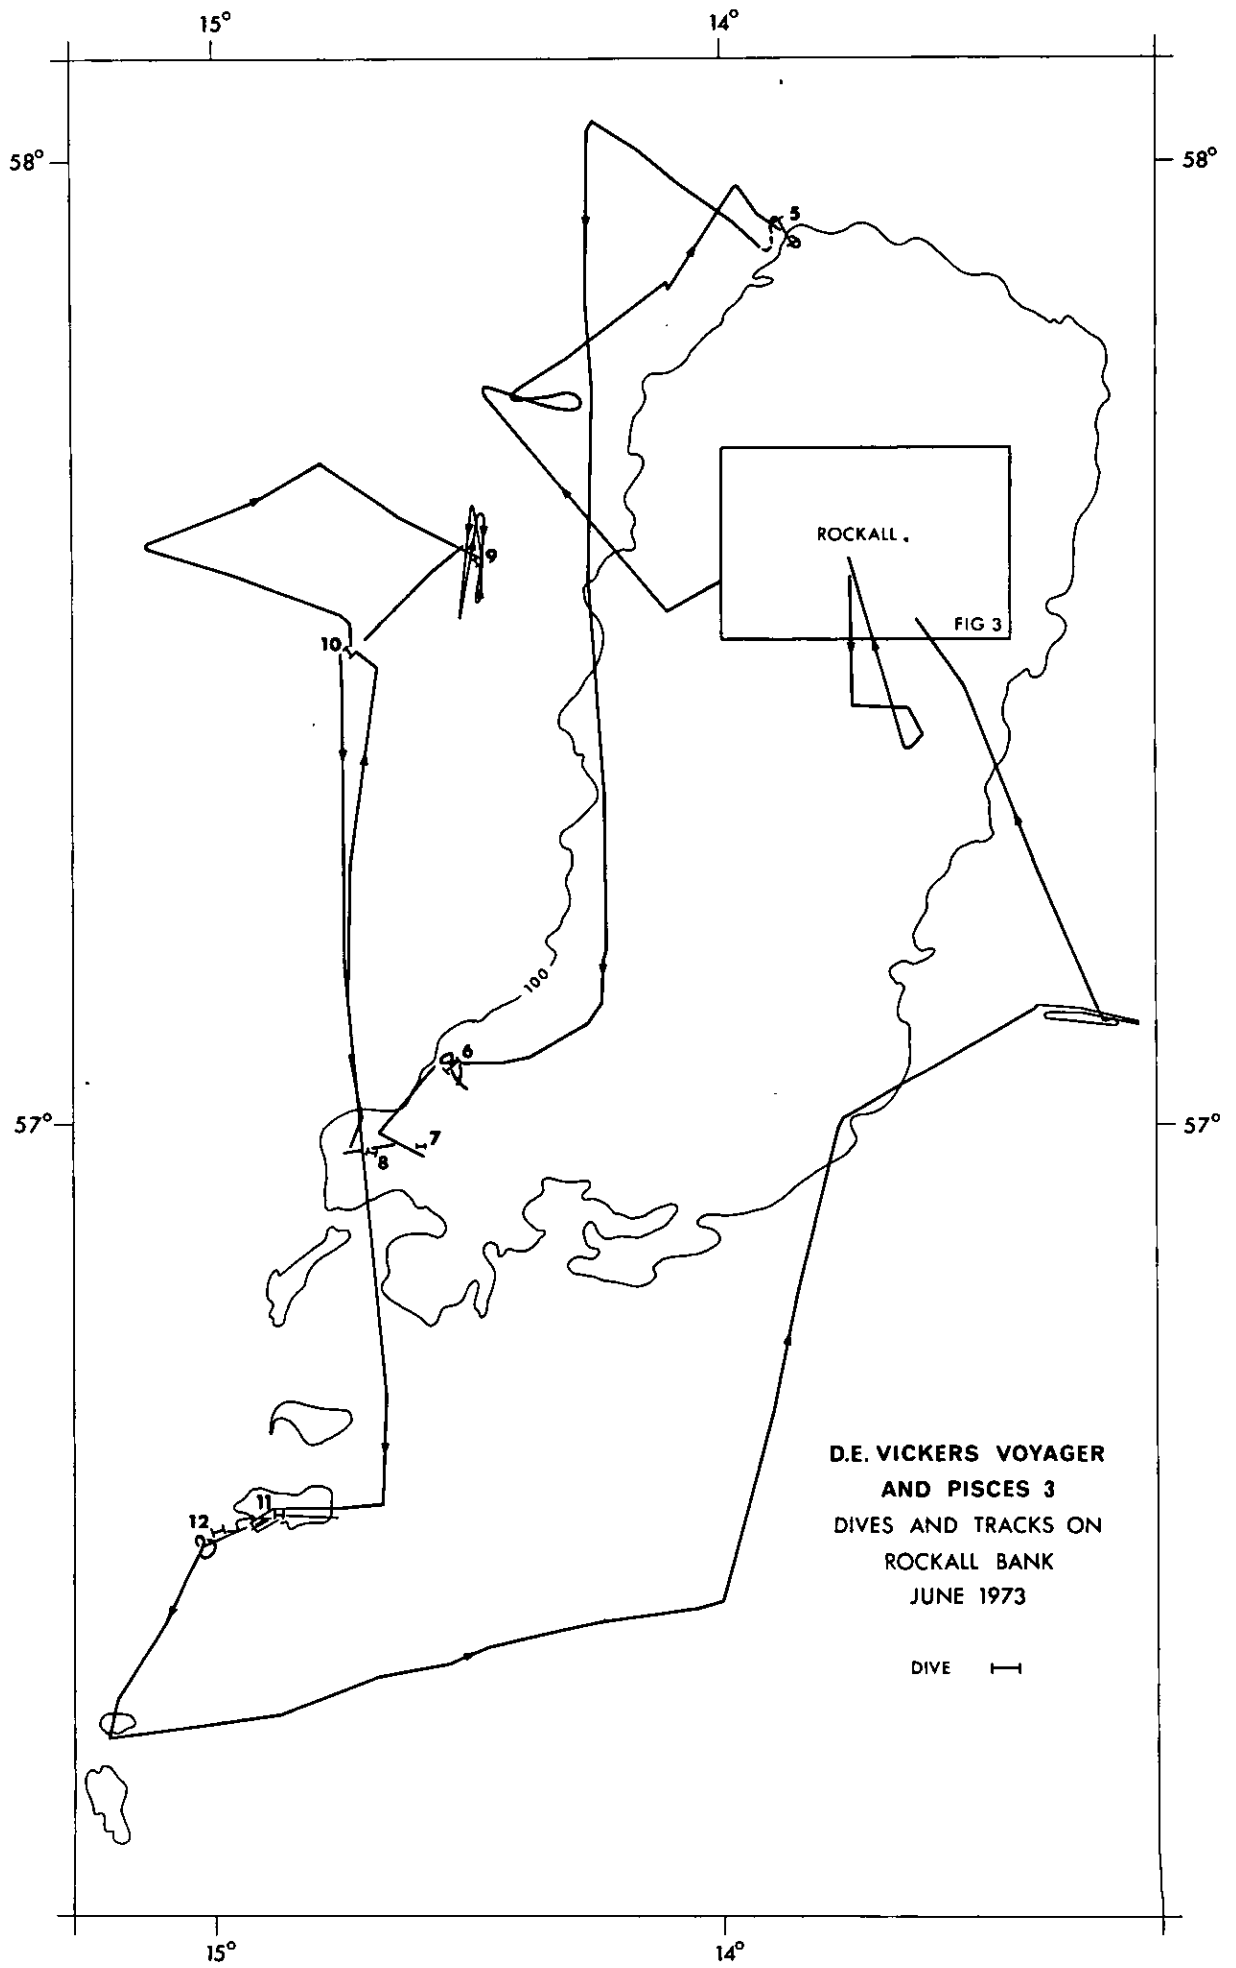 15° 14°
58° 58°
5
ROCKALL
9
FIG 3
10
100
6
57° 57°
7
8
D.E. VICKERS VOYAGER
AND PISCES 3
11
12
DIVES AND TRACKS ON
ROCKALL BANK
JUNE 1973
DIVE
15° 14°